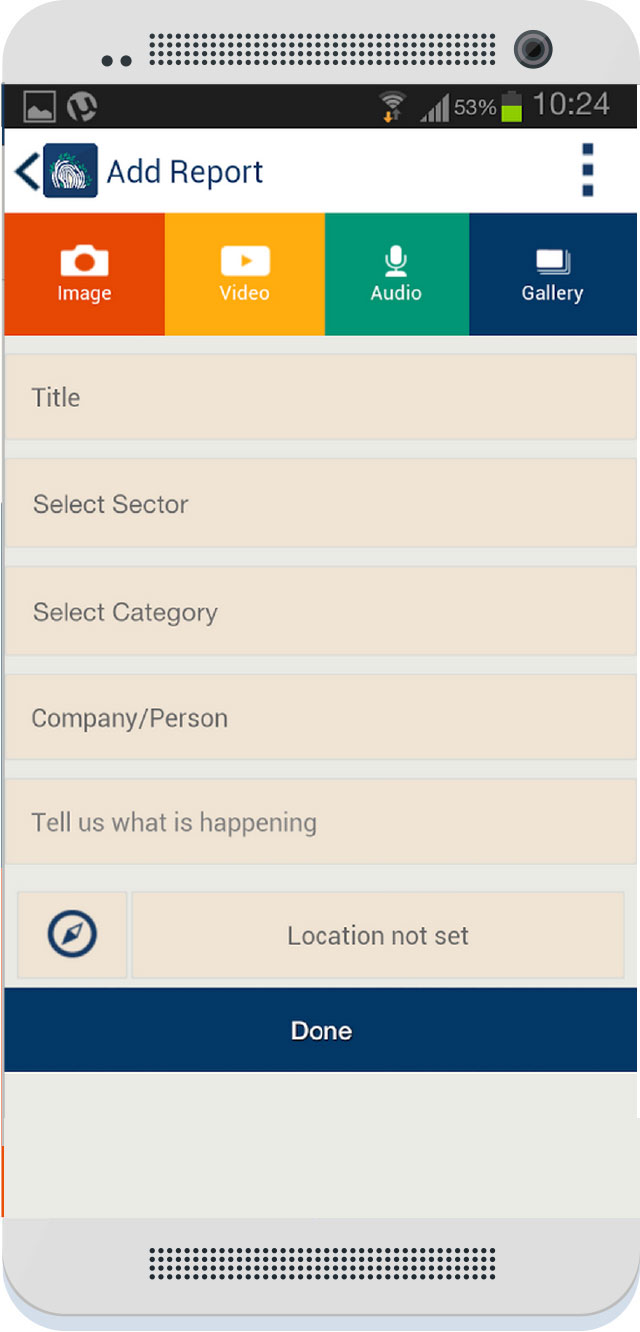 53% 10:24
Add Report
Image Video Audio Gallery
Title
Select Sector
Select Category
Company/Person
Tell us what is happening
Location not set
Done